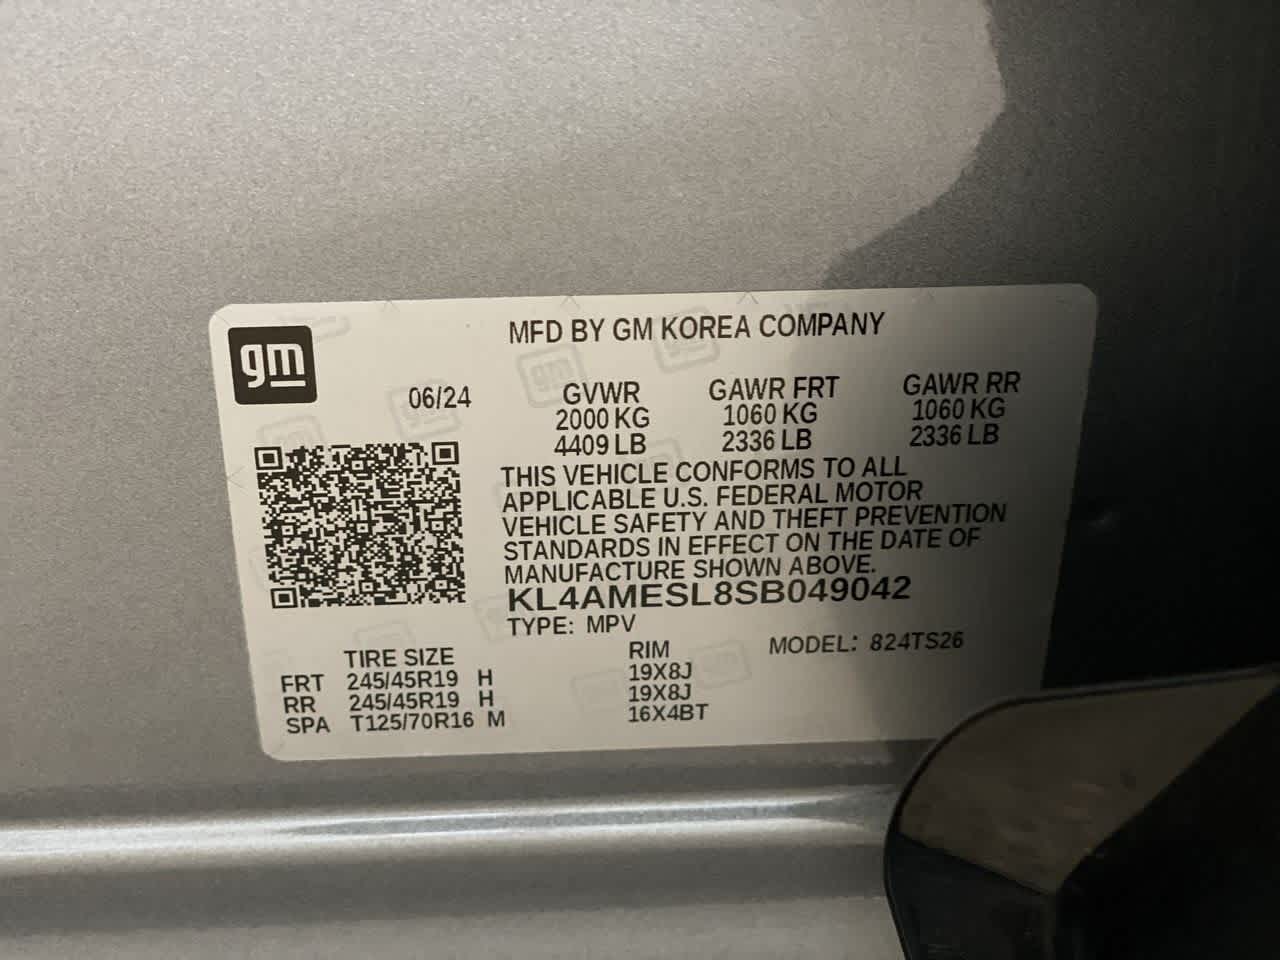 gm
MFD BY GM KOREA COMPANY
06/24
GVWR GAWR FRT GAWR RR
2000 KG 1060 KG 1060 KG
4409 LB 2336 LB 2336 LB
THIS VEHICLE CONFORMS TO ALL
APPLICABLE U.S. FEDERAL MOTOR
VEHICLE SAFETY AND THEFT PREVENTION
STANDARDS IN EFFECT ON THE DATE OF
MANUFACTURE SHOWN ABOVE.
KL4AMESL8SB049042
TYPE: MPV
MODEL: 824TS26
TIRE SIZE RIM
FRT 245/45R19 H 19X8J
RR 245/45R19 H 19X8J
SPA T125/70R16 M 16X4BT